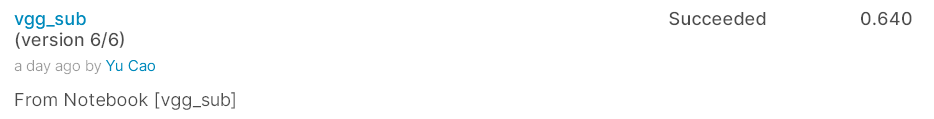 vgg_sub Succeeded 0.640
(version 6/6)
a day ago by Yu Cao
From Notebook [vgg_sub]